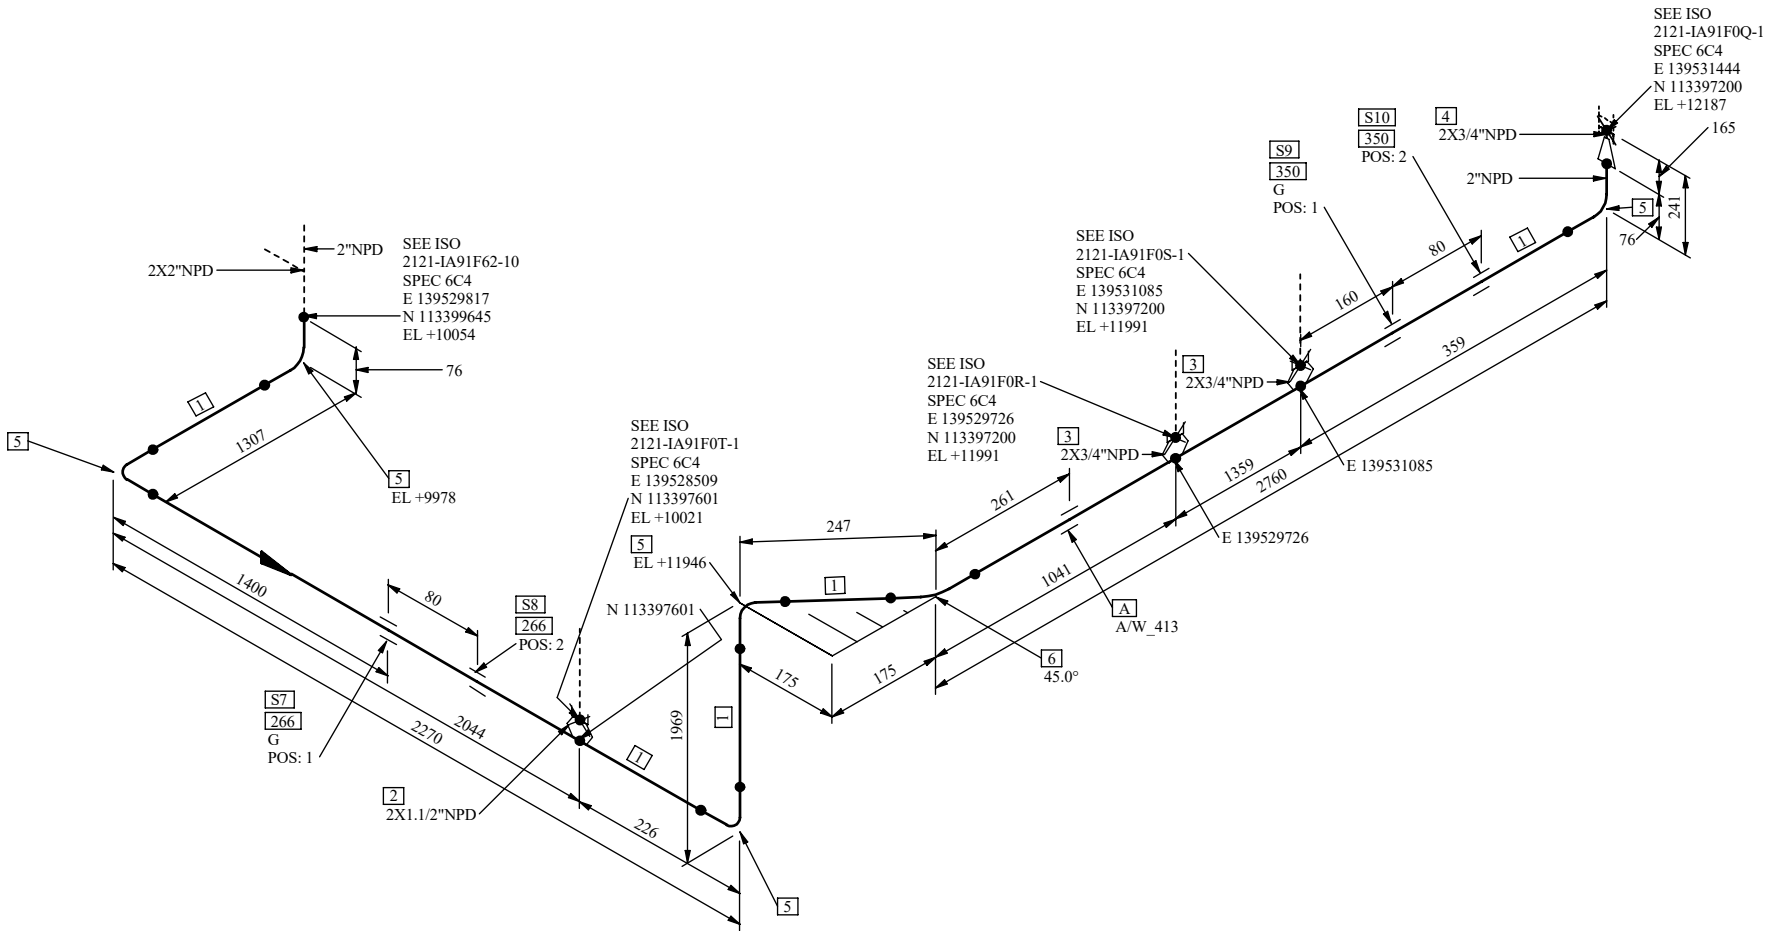 SEE ISO
2121-IA91F0Q-1
SPEC 6C4
E 139531444
N 113397200
EL +12187
165
4
2X3/4"NPD
S10
350
POS: 2
S9
350
G
POS: 1
2"NPD
5
241
76
1
80
160
359
SEE ISO
2121-IA91F0S-1
SPEC 6C4
E 139531085
N 113397200
EL +11991
2"NPD
2X2"NPD
SEE ISO
2121-IA91F62-10
SPEC 6C4
E 139529817
N 113399645
EL +10054
76
1
1307
5
5
EL +9978
SEE ISO
2121-IA91F0R-1
SPEC 6C4
E 139529726
N 113397200
EL +11991
3
2X3/4"NPD
3
2X3/4"NPD
E 139531085
1359
2760
261
E 139529726
1041
SEE ISO
2121-IA91F0T-1
SPEC 6C4
E 139528509
N 113397601
EL +10021
5
EL +11946
247
1
N 113397601
A
A/W_413
6
45.0°
175
175
1400
80
S8
266
POS: 2
S7
266
G
POS: 1
2044
2270
1969
1
1
2
2X1.1/2"NPD
226
5